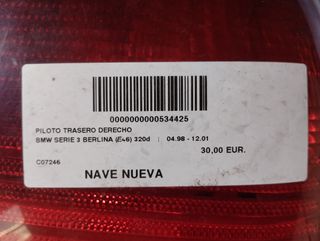 0000000000534425
PILOTO TRASERO DERECHO
BMW SERIE 3 BERLINA (E46) 320d | 04.98 - 12.01
30,00 EUR.
C07246
NAVE NUEVA